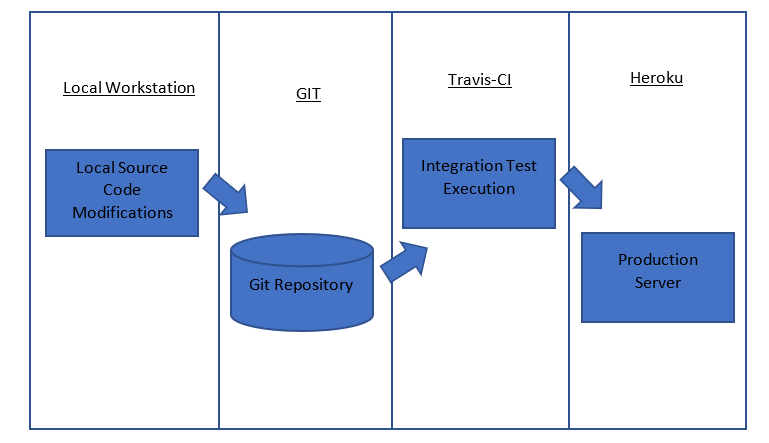 Local Workstation
GIT
Travis-CI
Heroku
Local Source
Code
Modifications
Git Repository
Integration Test
Execution
Production
Server